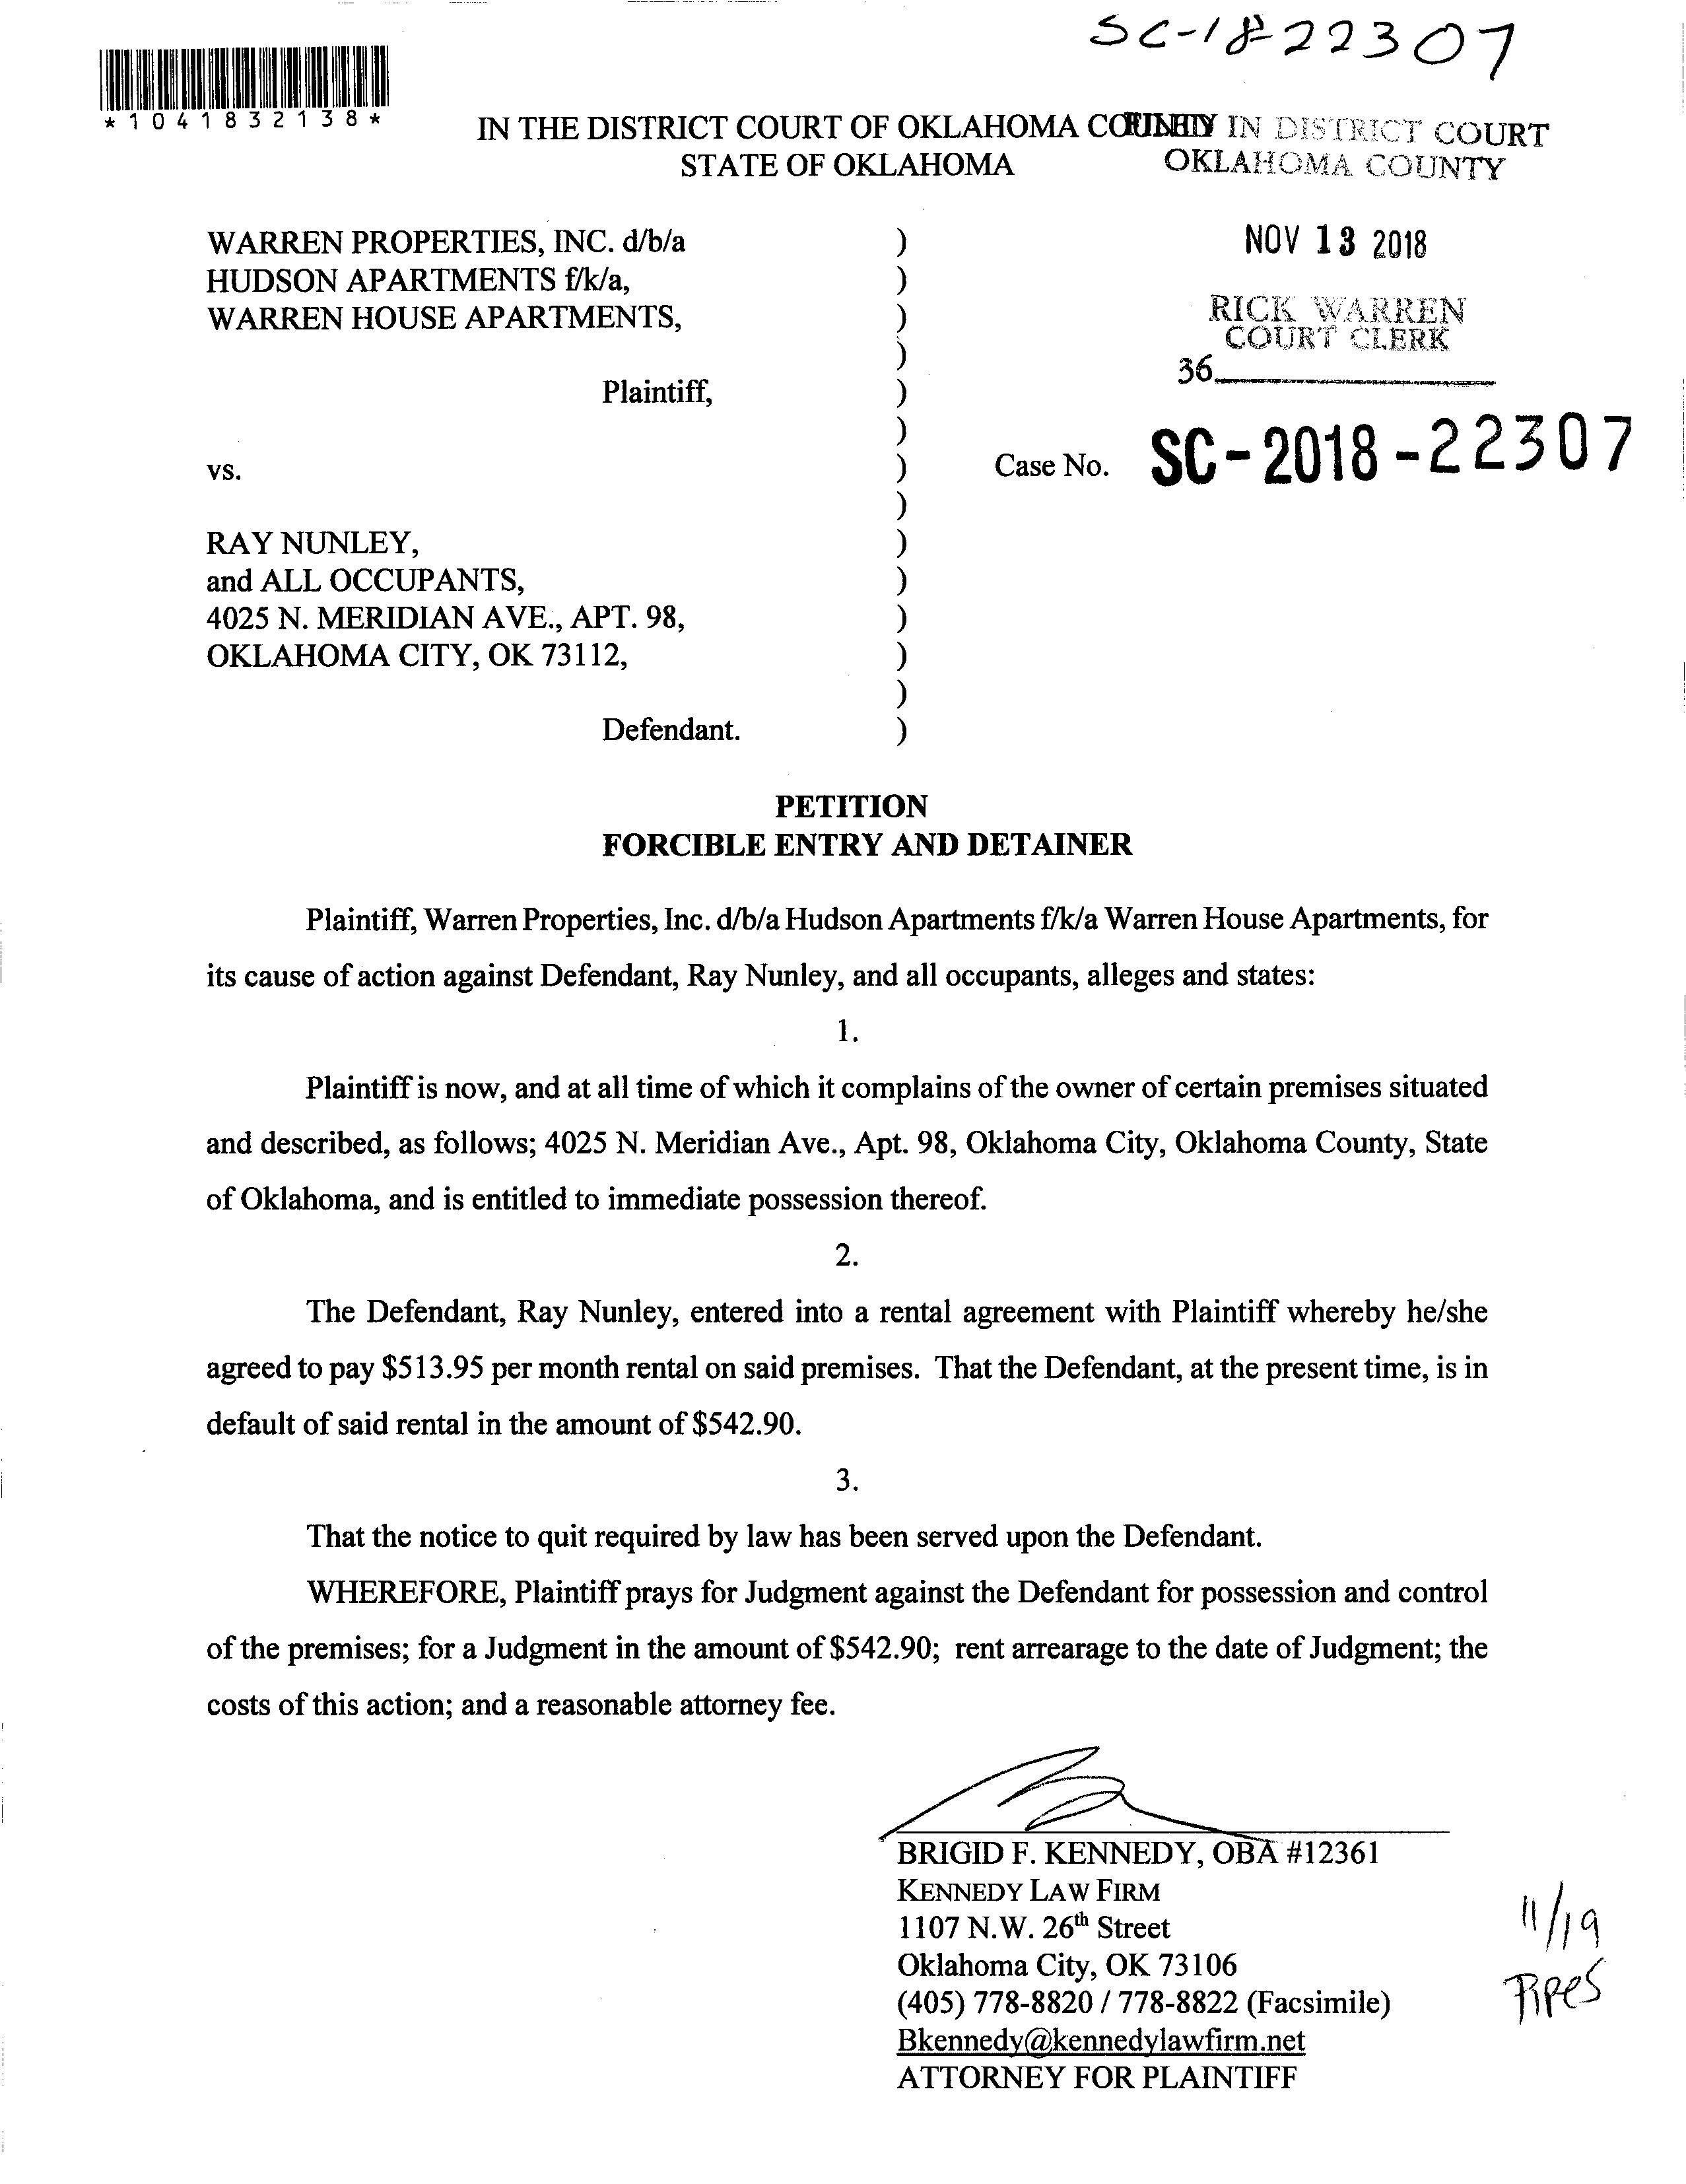 SC-18-22307
*1041832138*
IN THE DISTRICT COURT OF OKLAHOMA COUNTY
STATE OF OKLAHOMA
FILED IN DISTRICT COURT
OKLAHOMA COUNTY
NOV 13 2018
RICK WARREN
COURT CLERK
36
WARREN PROPERTIES, INC. d/b/a )
HUDSON APARTMENTS f/k/a, )
WARREN HOUSE APARTMENTS, )
)
Plaintiff, )
)
vs. ) Case No. SC-2018-22307
)
RAY NUNLEY, )
and ALL OCCUPANTS, )
4025 N. MERIDIAN AVE., APT. 98, )
OKLAHOMA CITY, OK 73112, )
)
Defendant. )
PETITION
FORCIBLE ENTRY AND DETAINER
Plaintiff, Warren Properties, Inc. d/b/a Hudson Apartments f/k/a Warren House Apartments, for
its cause of action against Defendant, Ray Nunley, and all occupants, alleges and states:
1.
Plaintiff is now, and at all time of which it complains of the owner of certain premises situated
and described, as follows; 4025 N. Meridian Ave., Apt. 98, Oklahoma City, Oklahoma County, State
of Oklahoma, and is entitled to immediate possession thereof.
2.
The Defendant, Ray Nunley, entered into a rental agreement with Plaintiff whereby he/she
agreed to pay $513.95 per month rental on said premises. That the Defendant, at the present time, is in
default of said rental in the amount of $542.90.
3.
That the notice to quit required by law has been served upon the Defendant.
WHEREFORE, Plaintiff prays for Judgment against the Defendant for possession and control
of the premises; for a Judgment in the amount of $542.90; rent arrearage to the date of Judgment; the
costs of this action; and a reasonable attorney fee.
BRIGID F. KENNEDY, OBA #12361
KENNEDY LAW FIRM
1107 N.W. 26th Street
Oklahoma City, OK 73106
(405) 778-8820 / 778-8822 (Facsimile)
Bkennedy@kennedylawfirm.net
ATTORNEY FOR PLAINTIFF
11/19